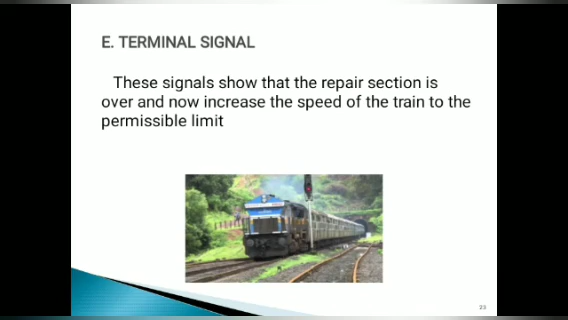 E. TERMINAL SIGNAL
These signals show that the repair section is
over and now increase the speed of the train to the
permissible limit
23